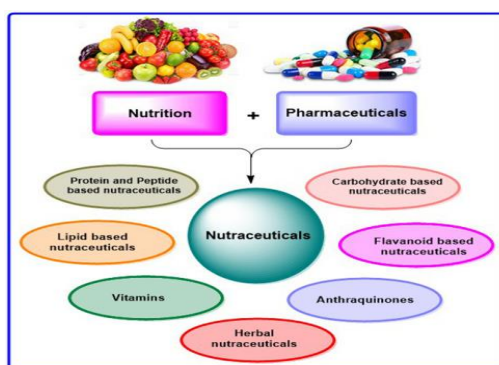 Nutrition + Pharmaceuticals
Protein and Peptide
based nutraceuticals
Carbohydrate based
nutraceuticals
Lipid based
nutraceuticals
Nutraceuticals
Flavanoid based
nutraceuticals
Vitamins
Anthraquinones
Herbal
nutraceuticals